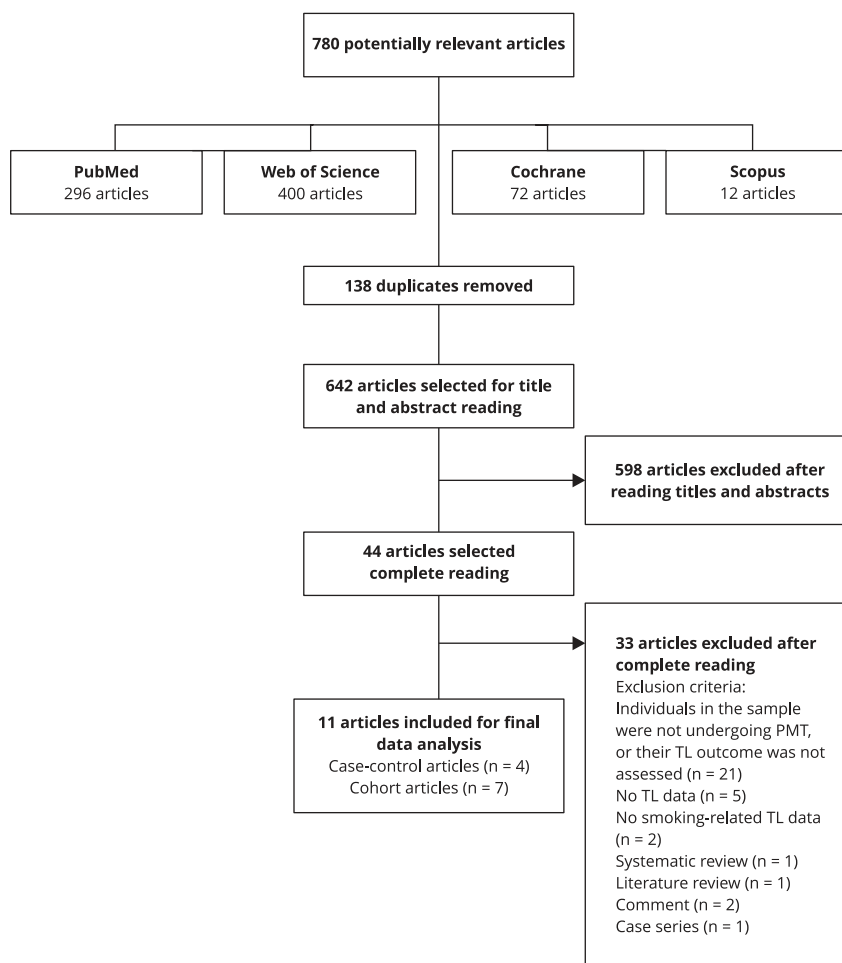 780 potentially relevant articles
PubMed
296 articles
Web of Science
400 articles
Cochrane
72 articles
Scopus
12 articles
138 duplicates removed
642 articles selected for title
and abstract reading
598 articles excluded after
reading titles and abstracts
44 articles selected
complete reading
33 articles excluded after
complete reading
Exclusion criteria:
Individuals in the sample
were not undergoing PMT,
or their TL outcome was not
assessed (n = 21)
No TL data (n = 5)
No smoking-related TL data
(n = 2)
Systematic review (n = 1)
Literature review (n = 1)
Comment (n = 2)
Case series (n = 1)
11 articles included for final
data analysis
Case-control articles (n = 4)
Cohort articles (n = 7)